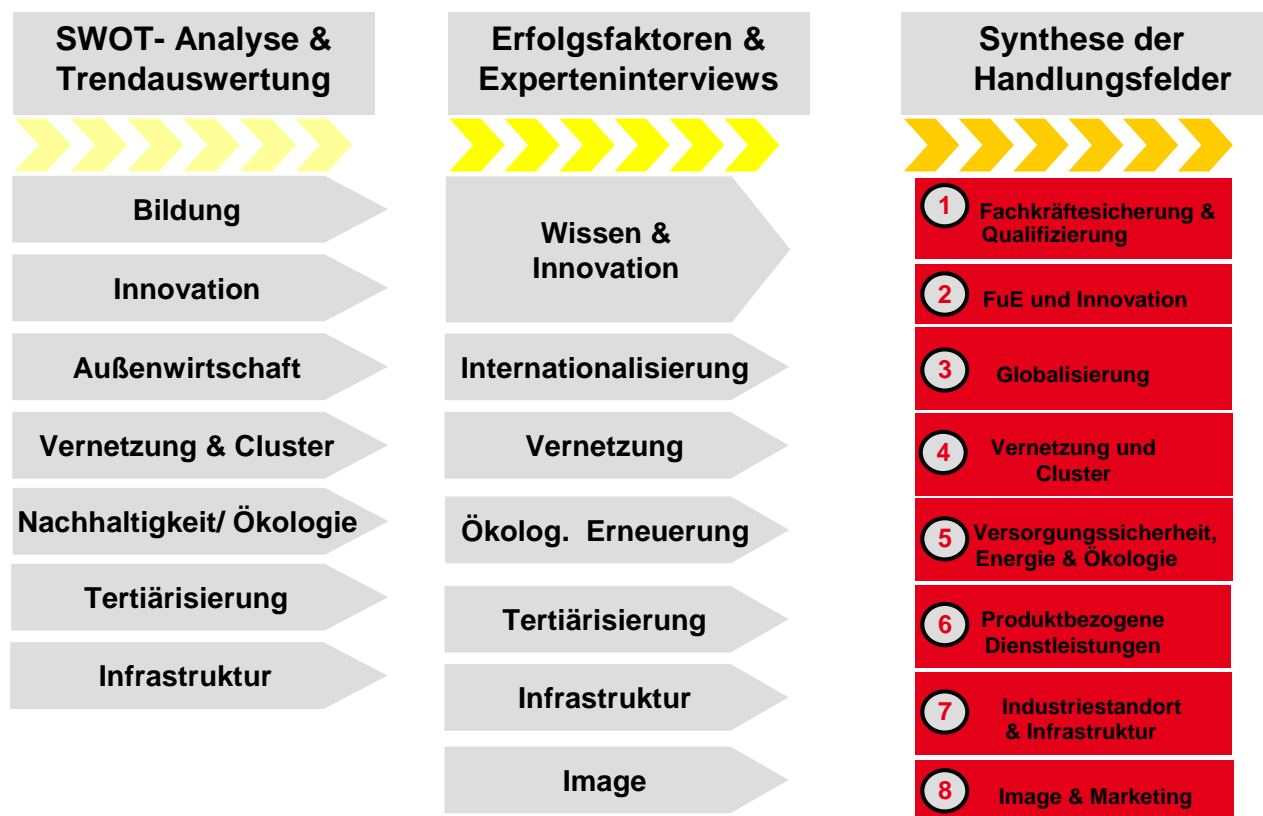 SWOT- Analyse &
Trendauswertung
Bildung
Innovation
Außenwirtschaft
Vernetzung & Cluster
Nachhaltigkeit/ Ökologie
Tertiärisierung
Infrastruktur
Erfolgsfaktoren &
Experteninterviews
Wissen &
Innovation
Internationalisierung
Vernetzung
Ökolog. Erneuerung
Tertiärisierung
Infrastruktur
Image
Synthese der
Handlungsfelder
1 Fachkräftesicherung &
Qualifizierung
2 FuE und Innovation
3 Globalisierung
4 Vernetzung und
Cluster
5 Versorgungssicherheit,
Energie & Ökologie
6 Produktbezogene
Dienstleistungen
7 Industriestandort
& Infrastruktur
8 Image & Marketing